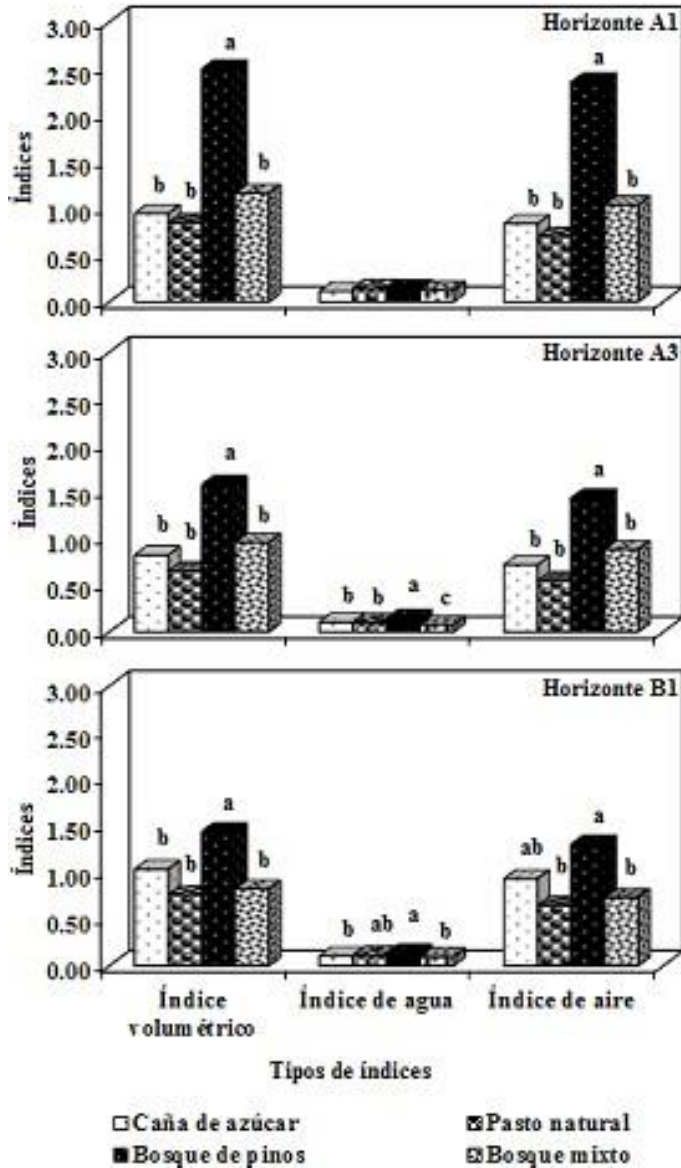 Horizonte A1
3.00
2.50
2.00
1.50
1.00
0.50
0.00
Índices
b b a b
b b a b
Horizonte A3
3.00
2.50
2.00
1.50
1.00
0.50
0.00
Índices
b b a b
b b a c
b b a b
Horizonte B1
3.00
2.50
2.00
1.50
1.00
0.50
0.00
Índices
b b a b
b ab a b
ab b a b
Índice volumétrico
Índice de agua
Índice de aire
Tipos de índices
Caña de azúcar
Pasto natural
Bosque de pinos
Bosque mixto